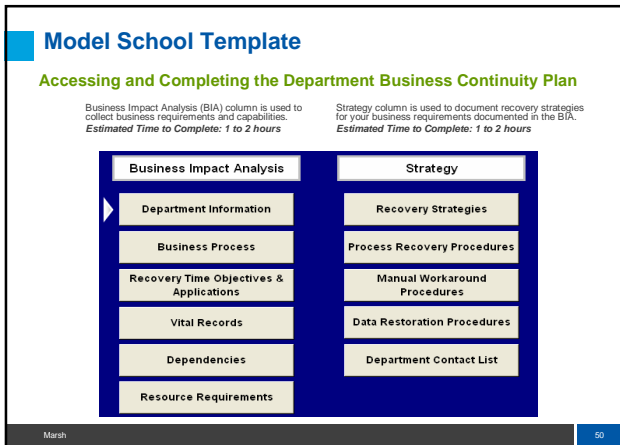 Model School Template
Accessing and Completing the Department Business Continuity Plan
Business Impact Analysis (BIA) column is used to
collect business requirements and capabilities.
Estimated Time to Complete: 1 to 2 hours
Strategy column is used to document recovery strategies
for your business requirements documented in the BIA.
Estimated Time to Complete: 1 to 2 hours
Business Impact Analysis
Department Information
Business Process
Recovery Time Objectives &
Applications
Vital Records
Dependencies
Resource Requirements
Strategy
Recovery Strategies
Process Recovery Procedures
Manual Workaround
Procedures
Data Restoration Procedures
Department Contact List
Marsh
50